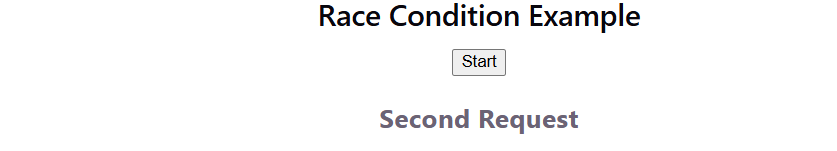 Race Condition Example
Start
Second Request